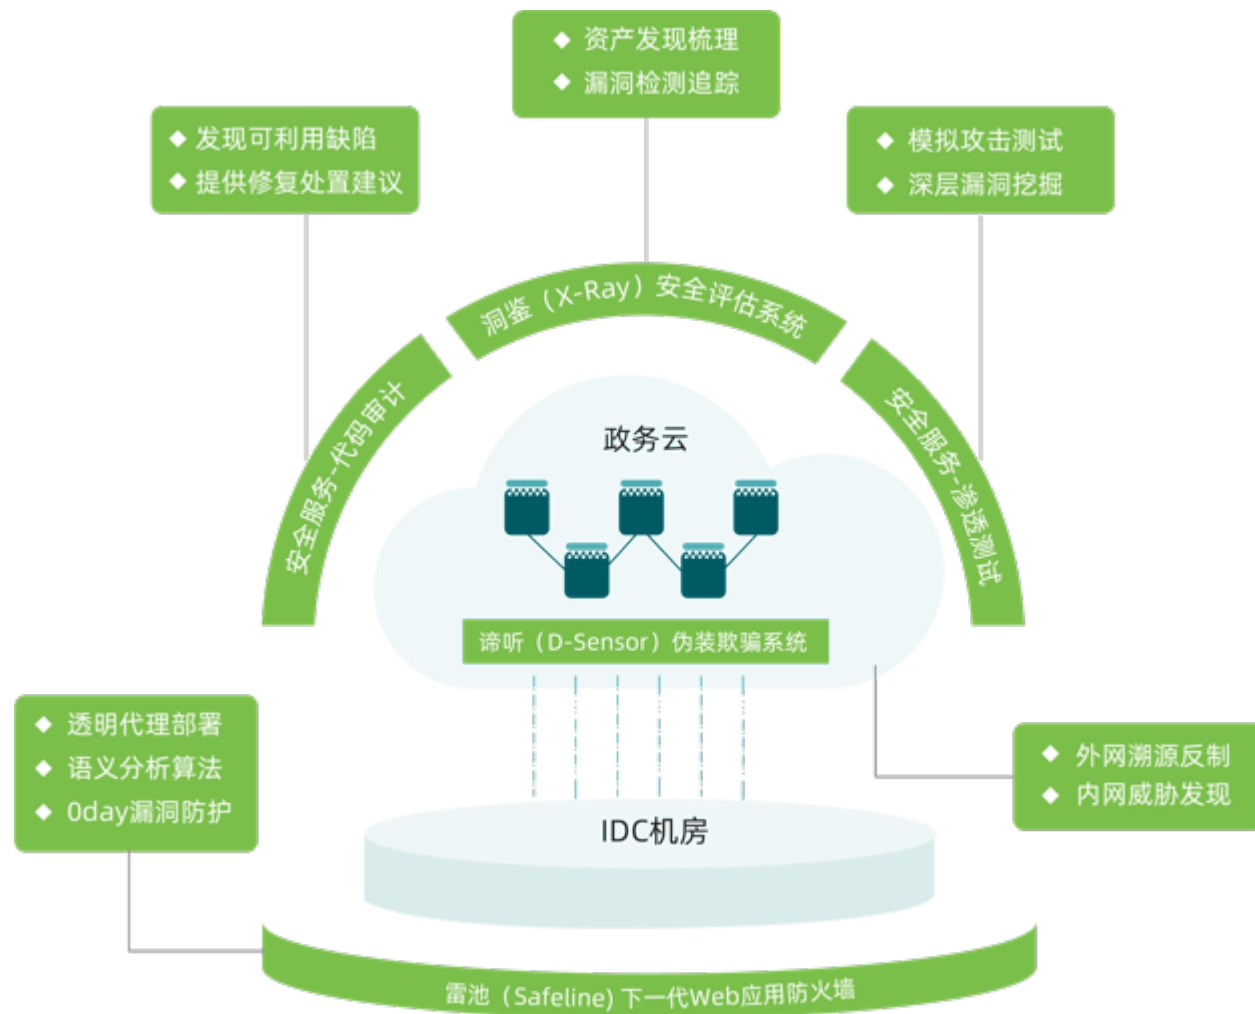 资产发现梳理
漏洞检测追踪
发现可利用缺陷
提供修复处置建议
模拟攻击测试
深层漏洞挖掘
洞鉴（X-Ray）安全评估系统
安全服务-代码审计
安全服务-渗透测试
政务云
谛听（D-Sensor）伪装欺骗系统
透明代理部署
语义分析算法
0day漏洞防护
外网溯源反制
内网威胁发现
IDC机房
雷池（Safeline) 下一代Web应用防火墙